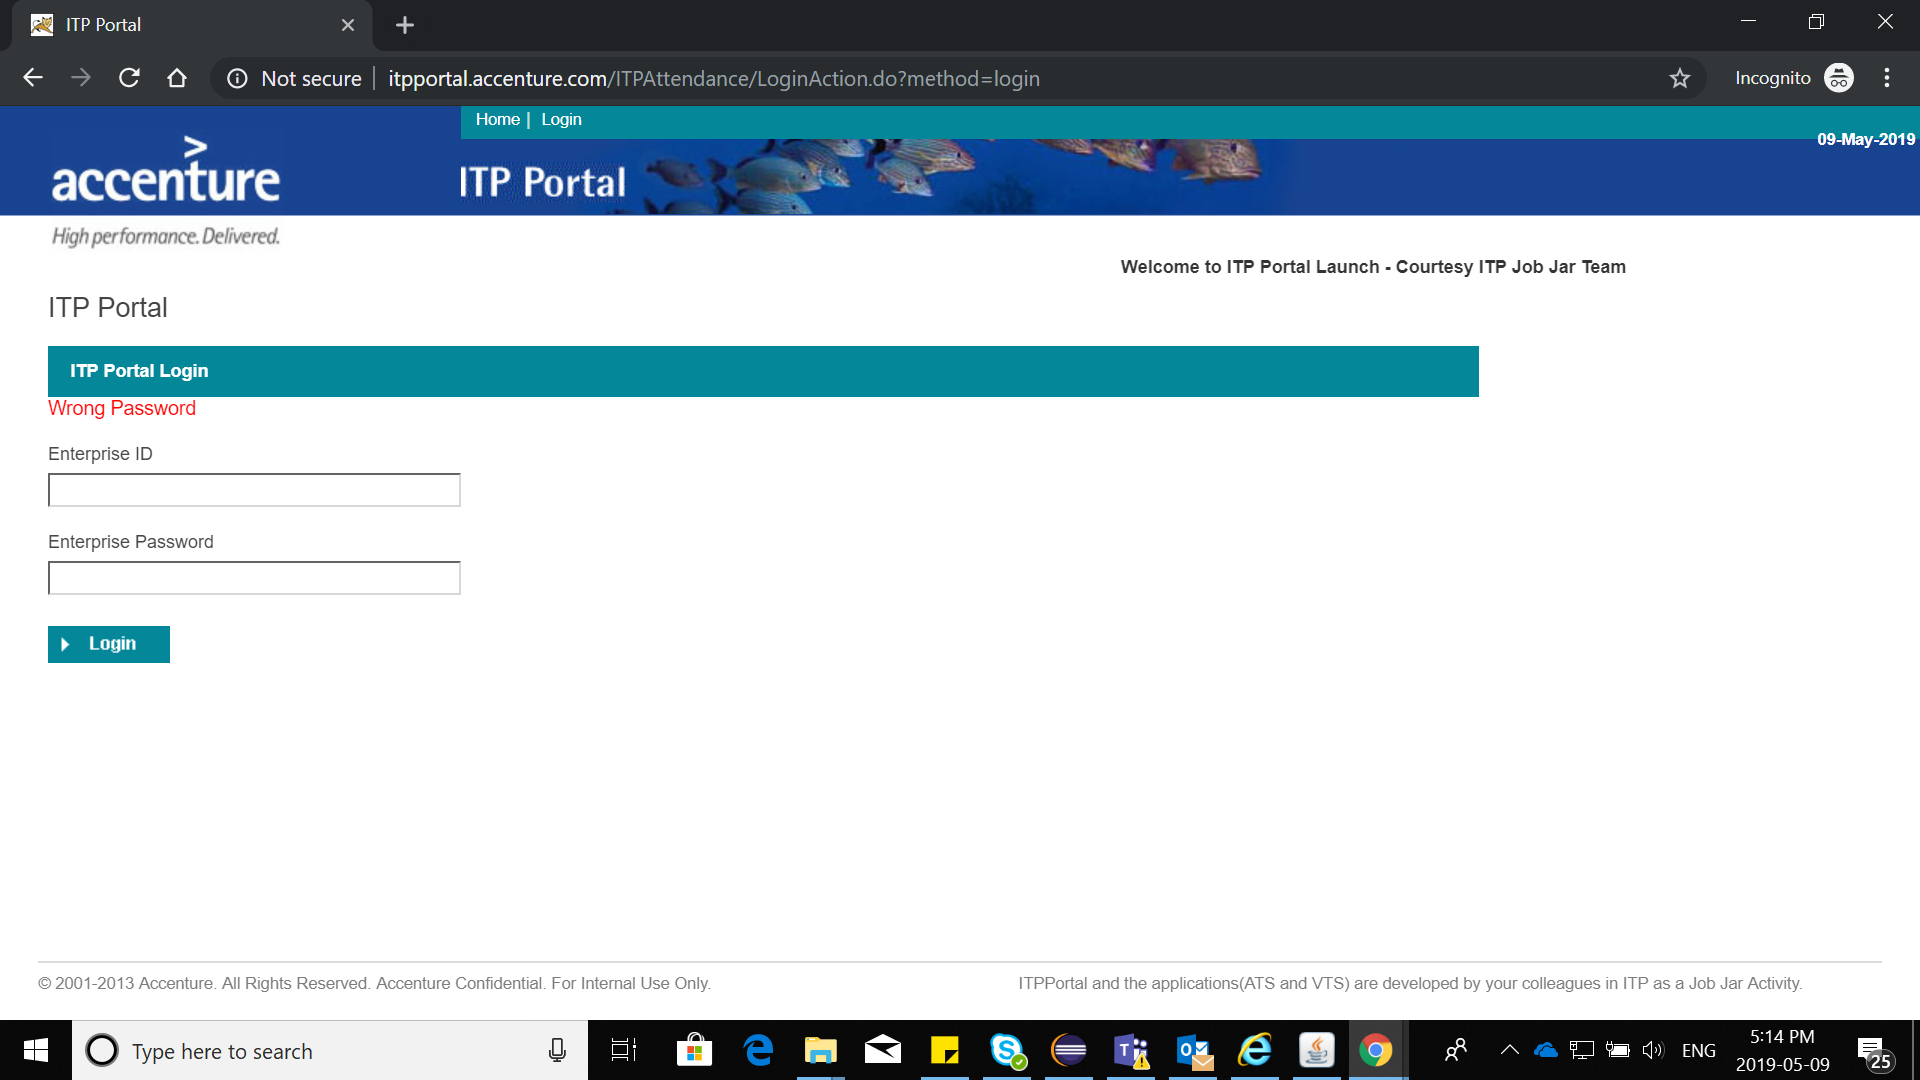 ITP Portal
Not secure
itpportal.accenture.com/ITPAttendance/LoginAction.do?method=login
Incognito
Home | Login
09-May-2019
accenture
ITP Portal
High performance. Delivered.
Welcome to ITP Portal Launch - Courtesy ITP Job Jar Team
ITP Portal
ITP Portal Login
Wrong Password
Enterprise ID
Enterprise Password
Login
© 2001-2013 Accenture. All Rights Reserved. Accenture Confidential. For Internal Use Only.
ITPPortal and the applications(ATS and VTS) are developed by your colleagues in ITP as a Job Jar Activity.
Type here to search
ENG
5:14 PM
2019-05-09
25